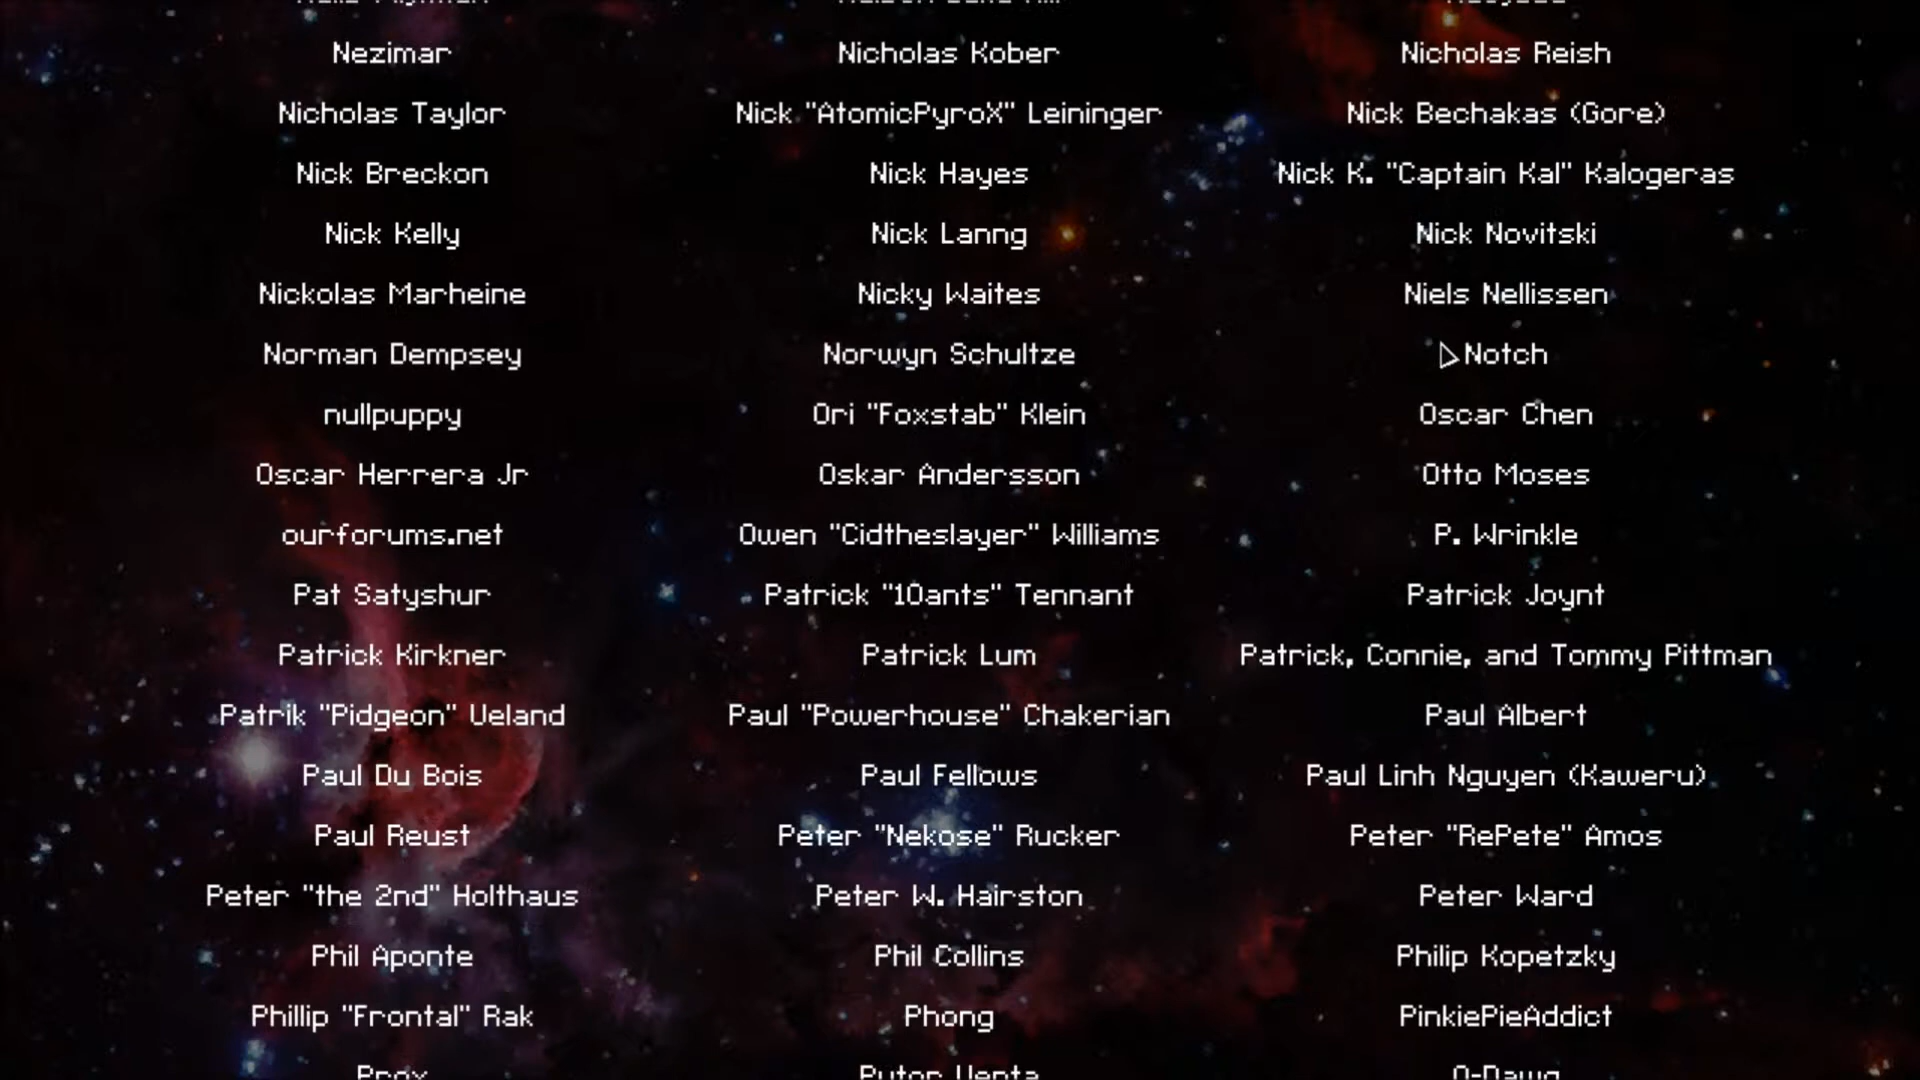 Nezimar Nicholas Kober Nicholas Reish
Nicholas Taylor Nick "AtomicPyroX" Leininger Nick Bechakas (Gore)
Nick Breckon Nick Hayes Nick K. "Captain Kal" Kalogeras
Nick Kelly Nick Lanng Nick Novitski
Nickolas Marheine Nicky Waites Niels Nellissen
Norman Dempsey Norwyn Schultze Notch
nullpuppy Ori "Foxstab" Klein Oscar Chen
Oscar Herrera Jr Oskar Andersson Otto Moses
ourforums.net Owen "Cidtheslayer" Williams P. Wrinkle
Pat Satyshur Patrick "10ants" Tennant Patrick Joynt
Patrick Kirkner Patrick Lum Patrick, Connie, and Tommy Pittman
Patrik "Pidgeon" Ueland Paul "Powerhouse" Chakerian Paul Albert
Paul Du Bois Paul Fellows Paul Linh Nguyen (Kaweru)
Paul Reust Peter "Nekose" Rucker Peter "RePete" Amos
Peter "the 2nd" Holthaus Peter W. Hairston Peter Ward
Phil Aponte Phil Collins Philip Kopetzky
Phillip "Frontal" Rak Phong PinkiePieAddict